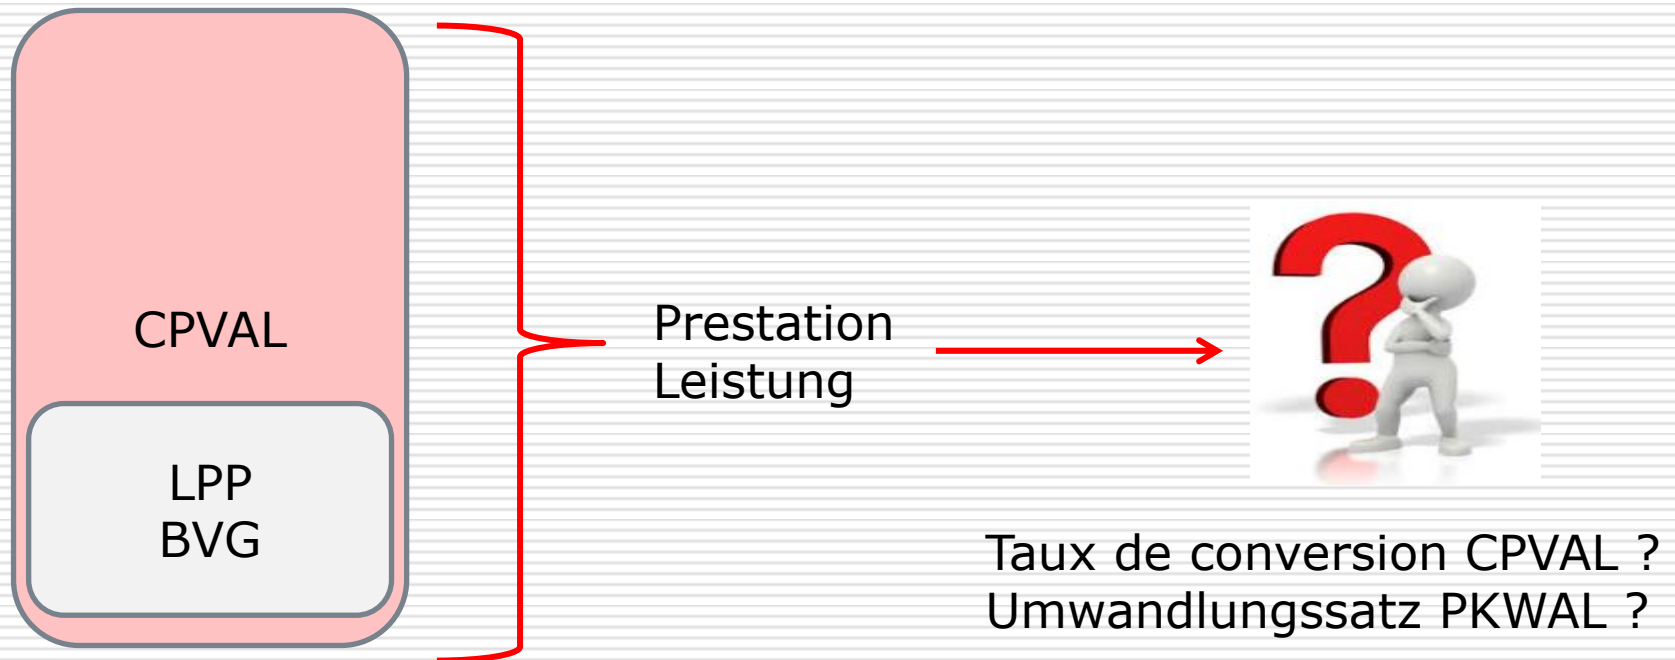 CPVAL
LPP
BVG
Prestation
Leistung
Taux de conversion CPVAL ?
Umwandlungssatz PKWAL ?